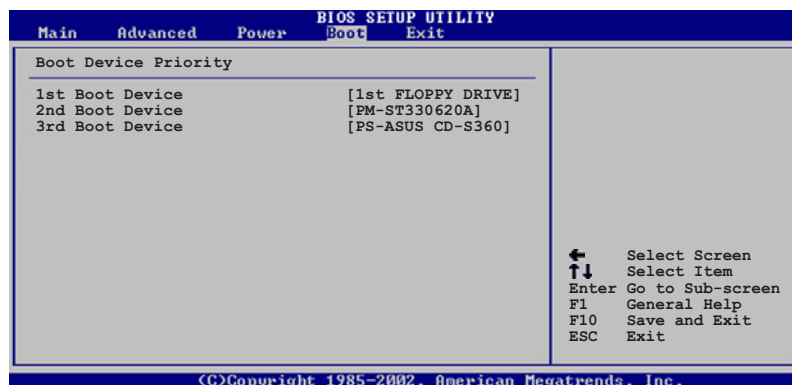 BIOS SETUP UTILITY
Main Advanced Power Boot Exit
Boot Device Priority
1st Boot Device [1st FLOPPY DRIVE]
2nd Boot Device [PM-ST330620A]
3rd Boot Device [PS-ASUS CD-S360]
← Select Screen
↑↓ Select Item
Enter Go to Sub-screen
F1 General Help
F10 Save and Exit
ESC Exit
(C)Copyright 1985-2002, American Megatrends, Inc.